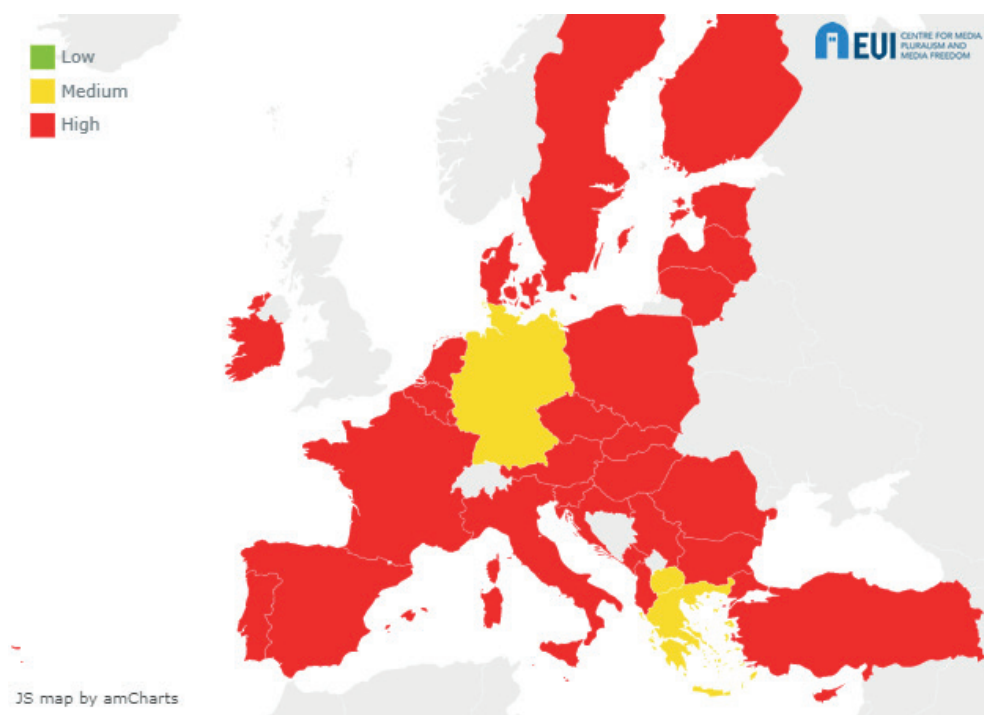 Low
Medium
High
EUI
CENTRE FOR MEDIA
PLURALISM AND
MEDIA FREEDOM
JS map by amCharts